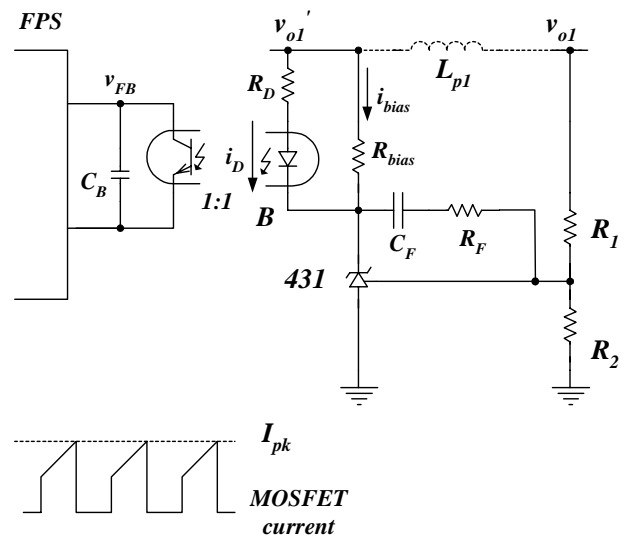 FPS
v_o1'
v_o1
L_p1
R_D
v_FB
i_bias
i_D
R_bias
C_B
1:1
B
C_F
R_F
R_1
431
R_2
I_pk
MOSFET
current